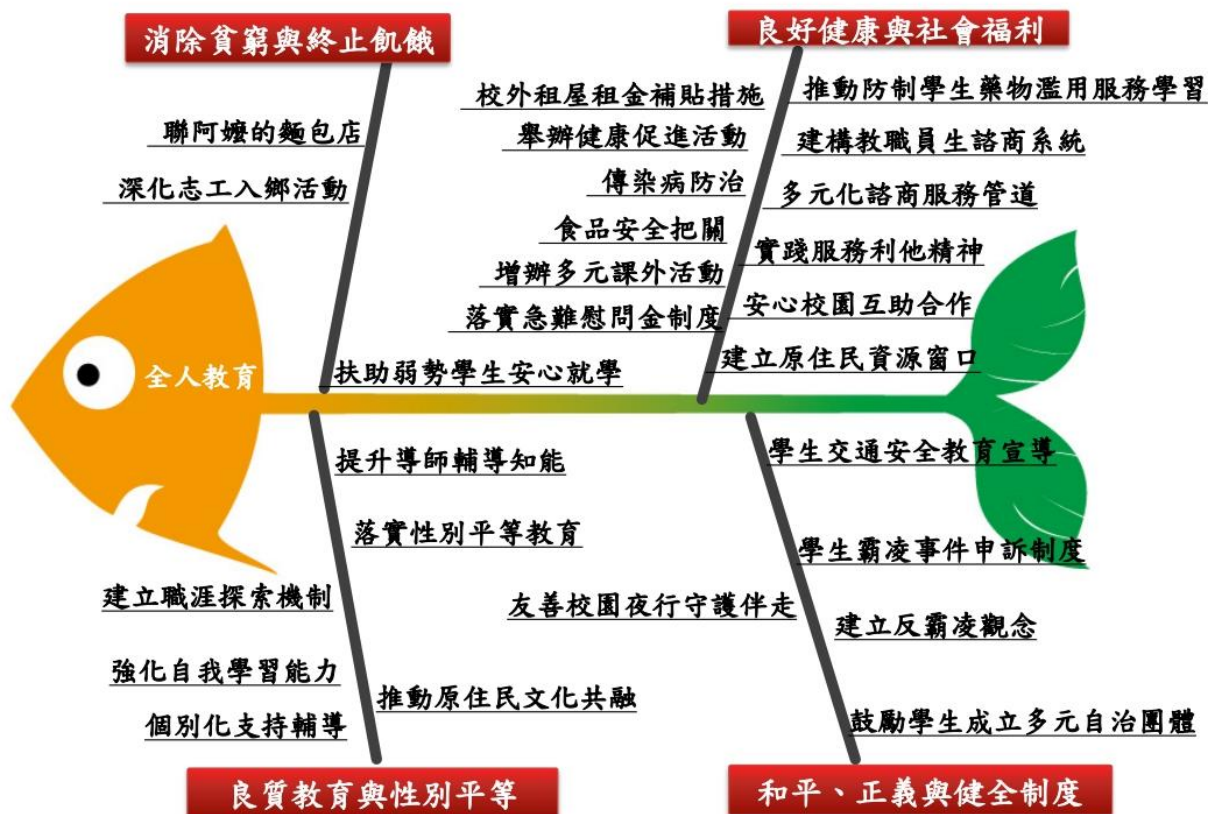 消除貧窮與終止飢餓
聯阿嬤的麵包店
深化志工入鄉活動
扶助弱勢學生安心就學
良好健康與社會福利
校外租屋租金補貼措施
舉辦健康促進活動
傳染病防治
食品安全把關
增辦多元課外活動
落實急難慰問金制度
推動防制學生藥物濫用服務學習
建構教職員生諮商系統
多元化諮商服務管道
實踐服務利他精神
安心校園互助合作
建立原住民資源窗口
全人教育
提升導師輔導知能
落實性別平等教育
建立職涯探索機制
強化自我學習能力
個別化支持輔導
推動原住民文化共融
良質教育與性別平等
學生交通安全教育宣導
學生霸凌事件申訴制度
友善校園夜行守護伴走
建立反霸凌觀念
鼓勵學生成立多元自治團體
和平、正義與健全制度